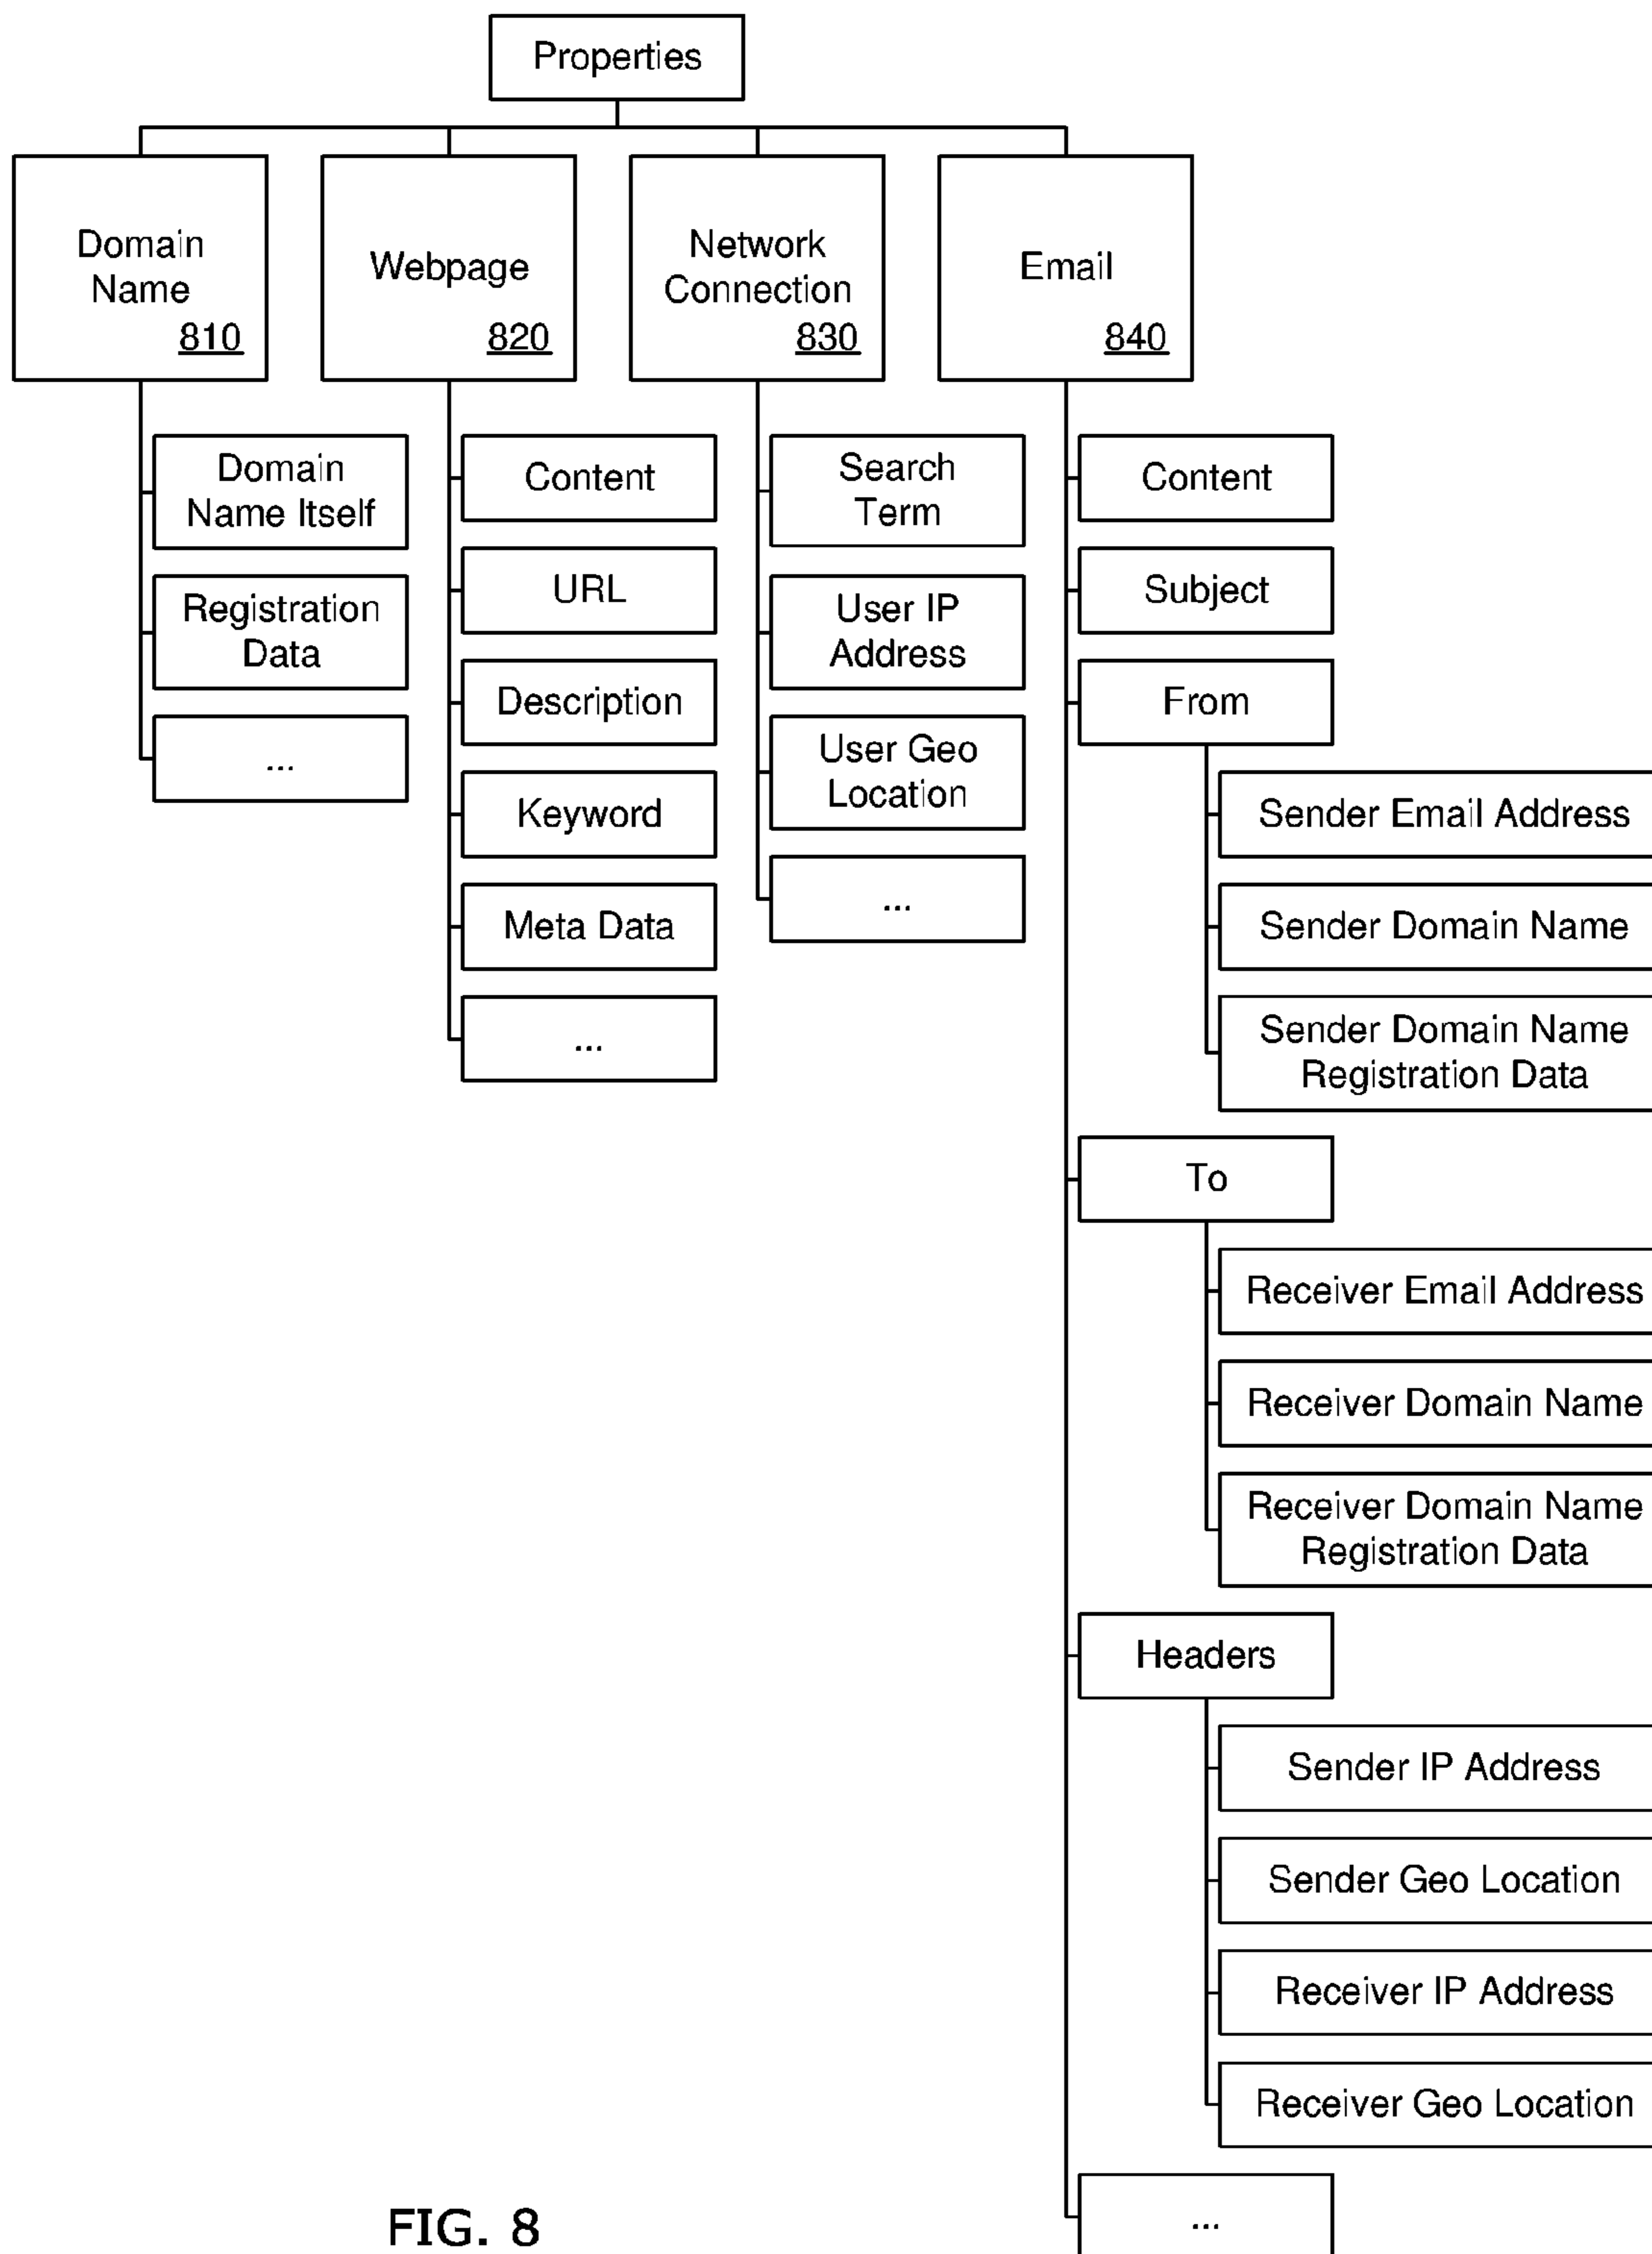 Properties
Domain
Name
810
Webpage
820
Network
Connection
830
Email
840
Domain
Name Itself
Registration
Data
...
Content
URL
Description
Keyword
Meta Data
...
Search
Term
User IP
Address
User Geo
Location
...
Content
Subject
From
Sender Email Address
Sender Domain Name
Sender Domain Name
Registration Data
To
Receiver Email Address
Receiver Domain Name
Receiver Domain Name
Registration Data
Headers
Sender IP Address
Sender Geo Location
Receiver IP Address
Receiver Geo Location
...
FIG. 8